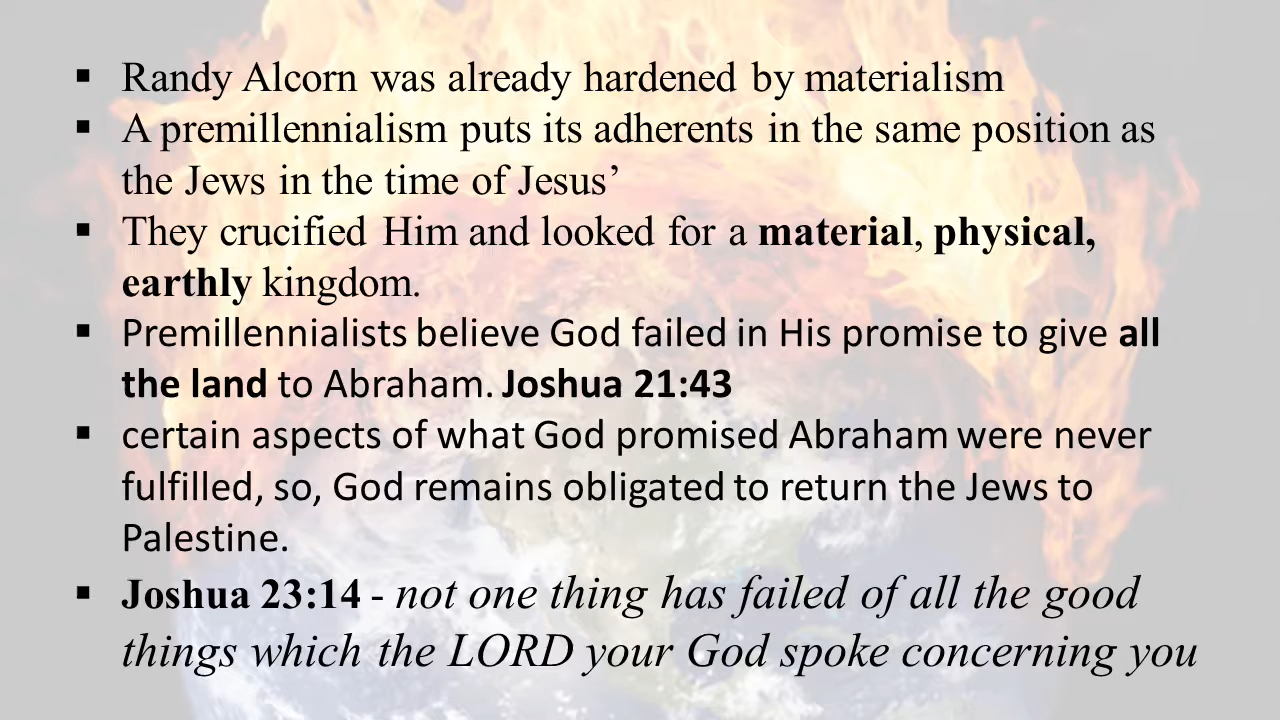 ▪ Randy Alcorn was already hardened by materialism
▪ A premillennialism puts its adherents in the same position as
the Jews in the time of Jesus’
▪ They crucified Him and looked for a material, physical,
earthly kingdom.
▪ Premillennialists believe God failed in His promise to give all
the land to Abraham. Joshua 21:43
▪ certain aspects of what God promised Abraham were never
fulfilled, so, God remains obligated to return the Jews to
Palestine.
▪ Joshua 23:14 - not one thing has failed of all the good
things which the LORD your God spoke concerning you